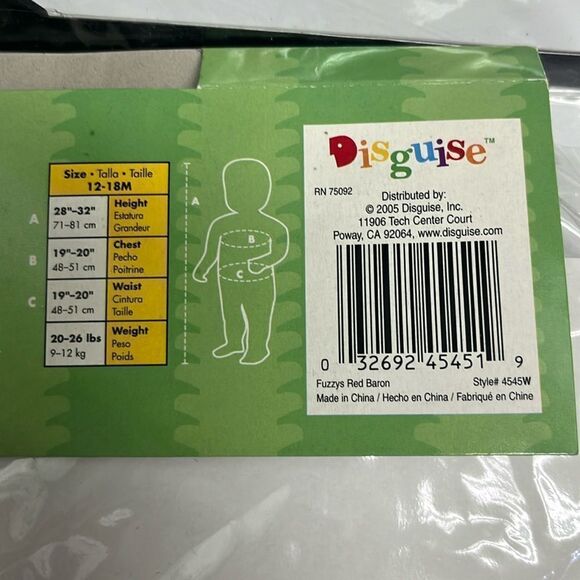 Size • Talla • Taille
12-18M
A
28"–32"
71–81 cm
Height
Estatura
Grandeur
B
19"–20"
48–51 cm
Chest
Pecho
Poitrine
C
19"–20"
48–51 cm
Waist
Cintura
Taille
20–26 lbs
9–12 kg
Weight
Peso
Poids
A
B
C
Disguise™
RN 75092
Distributed by:
© 2005 Disguise, Inc.
11906 Tech Center Court
Poway, CA 92064, www.disguise.com
0 32692 45451 9
Fuzzys Red Baron
Style# 4545W
Made in China / Hecho en China / Fabriqué en Chine